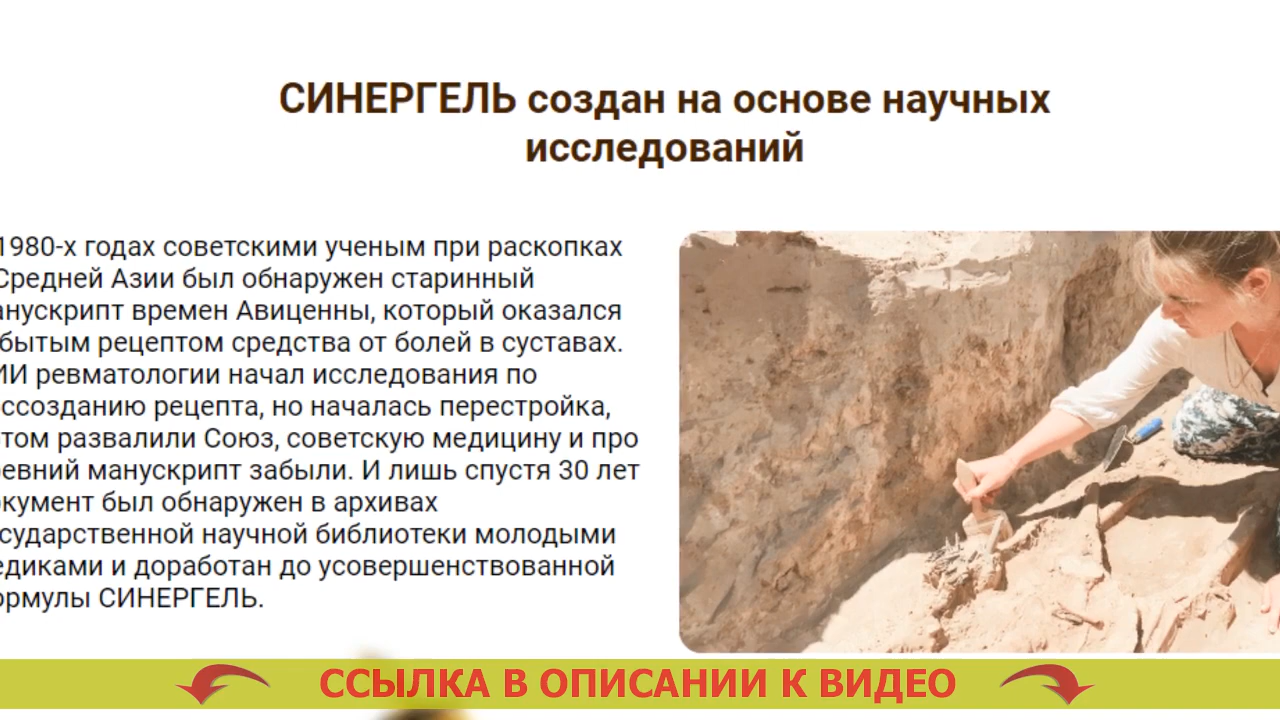 СИНЕРГЕЛЬ создан на основе научных
исследований
1980-х годах советскими ученым при раскопках
Средней Азии был обнаружен старинный
анускрипт времен Авиценны, который оказался
бытым рецептом средства от болей в суставах.
ИИ ревматологии начал исследования по
ссозданию рецепта, но началась перестройка,
том развалили Союз, советскую медицину и про
евний манускрипт забыли. И лишь спустя 30 лет
кумент был обнаружен в архивах
сударственной научной библиотеки молодыми
едиками и доработан до усовершенствованной
ормулы СИНЕРГЕЛЬ.
ССЫЛКА В ОПИСАНИИ К ВИДЕО